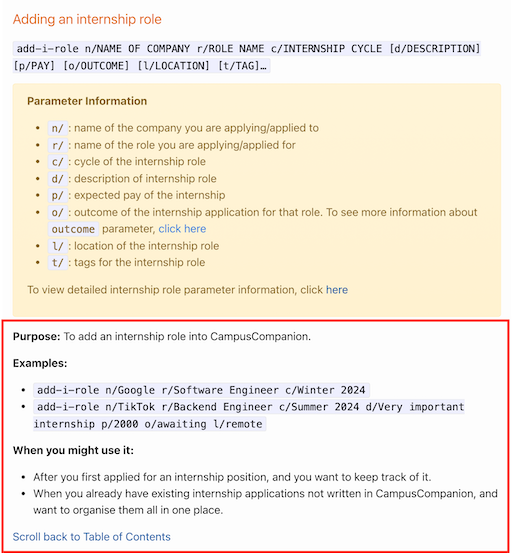 Adding an internship role
add-i-role n/NAME OF COMPANY r/ROLE NAME c/INTERNSHIP CYCLE [d/DESCRIPTION]
[p/PAY] [o/OUTCOME] [l/LOCATION] [t/TAG]…
Parameter Information
• n/ : name of the company you are applying/applied to
• r/ : name of the role you are applying/applied for
• c/ : cycle of the internship role
• d/ : description of internship role
• p/ : expected pay of the internship
• o/ : outcome of the internship application for that role. To see more information about
outcome parameter, click here
• l/ : location of the internship role
• t/ : tags for the internship role
To view detailed internship role parameter information, click here
Purpose: To add an internship role into CampusCompanion.
Examples:
• add-i-role n/Google r/Software Engineer c/Winter 2024
• add-i-role n/TikTok r/Backend Engineer c/Summer 2024 d/Very important
internship p/2000 o/awaiting l/remote
When you might use it:
• After you first applied for an internship position, and you want to keep track of it.
• When you already have existing internship applications not written in CampusCompanion, and
want to organise them all in one place.
Scroll back to Table of Contents